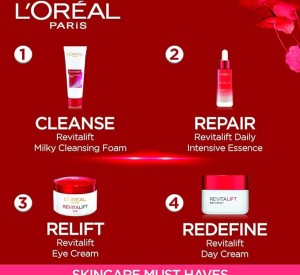 L'ORÉAL
PARIS
1
CLEANSE
Revitalift
Milky Cleansing Foam
2
REPAIR
Revitalift Daily
Intensive Essence
3
REVITALIFT
RELIFT
Revitalift
Eye Cream
4
REVITALIFT
REDEFINE
Revitalift
Day Cream
SKINCARE MUST HAVES